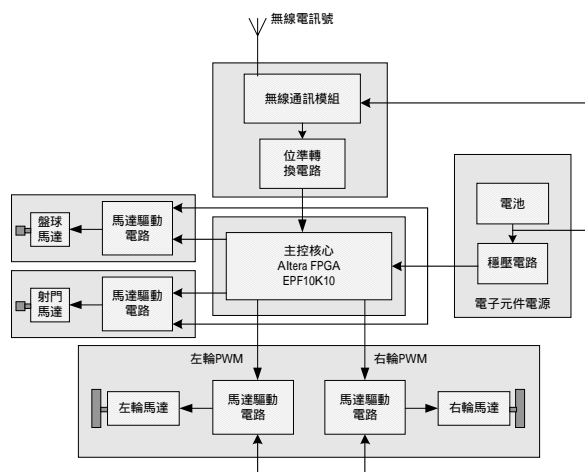 無線電訊號
無線通訊模組
位準轉
換電路
盤球
馬達
馬達驅動
電路
射門
馬達
馬達驅動
電路
主控核心
Altera FPGA
EPF10K10
電池
穩壓電路
電子元件電源
左輪PWM
右輪PWM
左輪馬達
馬達驅動
電路
馬達驅動
電路
右輪馬達